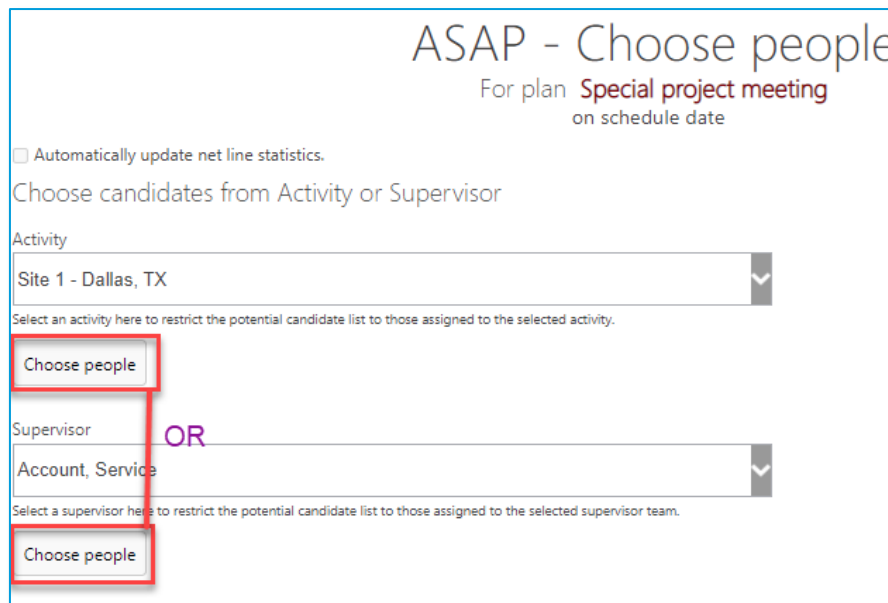 ASAP - Choose people
For plan Special project meeting
on schedule date
Automatically update net line statistics.
Choose candidates from Activity or Supervisor
Activity
Site 1 - Dallas, TX
Select an activity here to restrict the potential candidate list to those assigned to the selected activity.
Choose people
Supervisor
OR
Account, Service
Select a supervisor here to restrict the potential candidate list to those assigned to the selected supervisor team.
Choose people